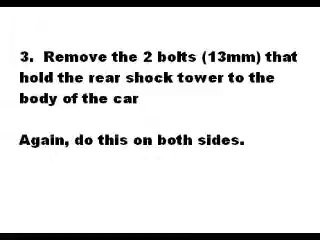 3.  Remove the 2 bolts (13mm) that
hold the rear shock tower to the
body of the car
Again, do this on both sides.